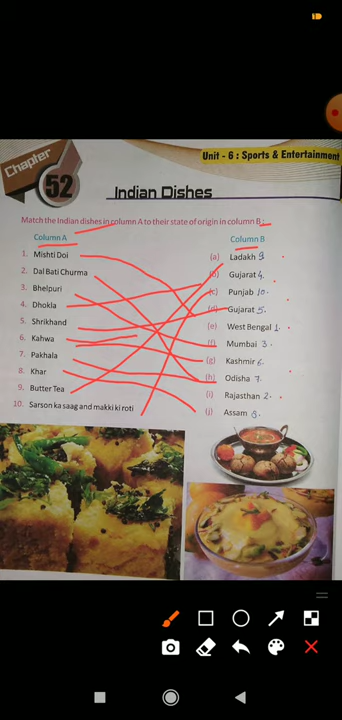 Chapter
52
Unit - 6 : Sports & Entertainment
Indian Dishes
Match the Indian dishes in column A to their state of origin in column B :
Column A
Column B
1. Mishti Doi
(a) Ladakh 9
2. Dal Bati Churma
(b) Gujarat 4.
3. Bhelpuri
(c) Punjab 10.
4. Dhokla
(d) Gujarat 5.
5. Shrikhand
(e) West Bengal 1.
6. Kahwa
(f) Mumbai 3.
7. Pakhala
(g) Kashmir 6.
8. Khar
(h) Odisha 7.
9. Butter Tea
(i) Rajasthan 2.
10. Sarson ka saag and makki ki roti
(j) Assam 8.